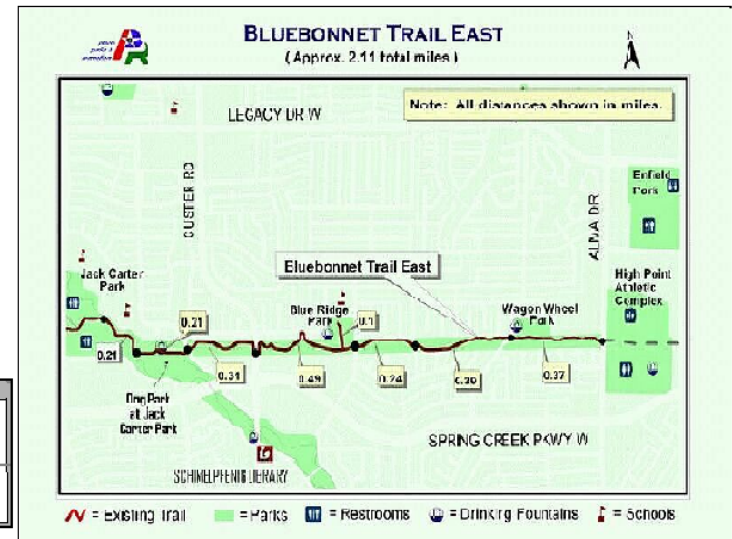 BLUEBONNET TRAIL EAST
(Approx. 2.11 total miles)
N
Note: All distances shown in miles.
LEGACY DR W
CUSTER RD
ALMA DR
Enfield
Park
Jack Carter
Park
Bluebonnet Trail East
High Point
Athletic
Complex
Blue Ridge
Park
Wagon Wheel
Park
0.21
0.1
0.21
0.31
0.49
0.24
0.37
Dog Park
at Jack
Carter Park
SPRING CREEK PKWY W
SCHIMELPFENIG LIBRARY
= Existing Trail
= Parks
= Restrooms
= Drinking Fountains
= Schools